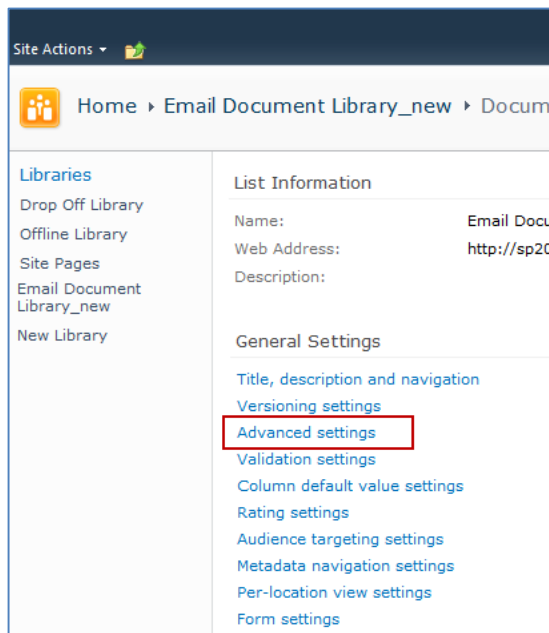 Site Actions
Home Email Document Library_new Docum
Libraries
Drop Off Library
Offline Library
Site Pages
Email Document
Library_new
New Library
List Information
Name: Email Docu
Web Address: http://sp20
Description:
General Settings
Title, description and navigation
Versioning settings
Advanced settings
Validation settings
Column default value settings
Rating settings
Audience targeting settings
Metadata navigation settings
Per-location view settings
Form settings